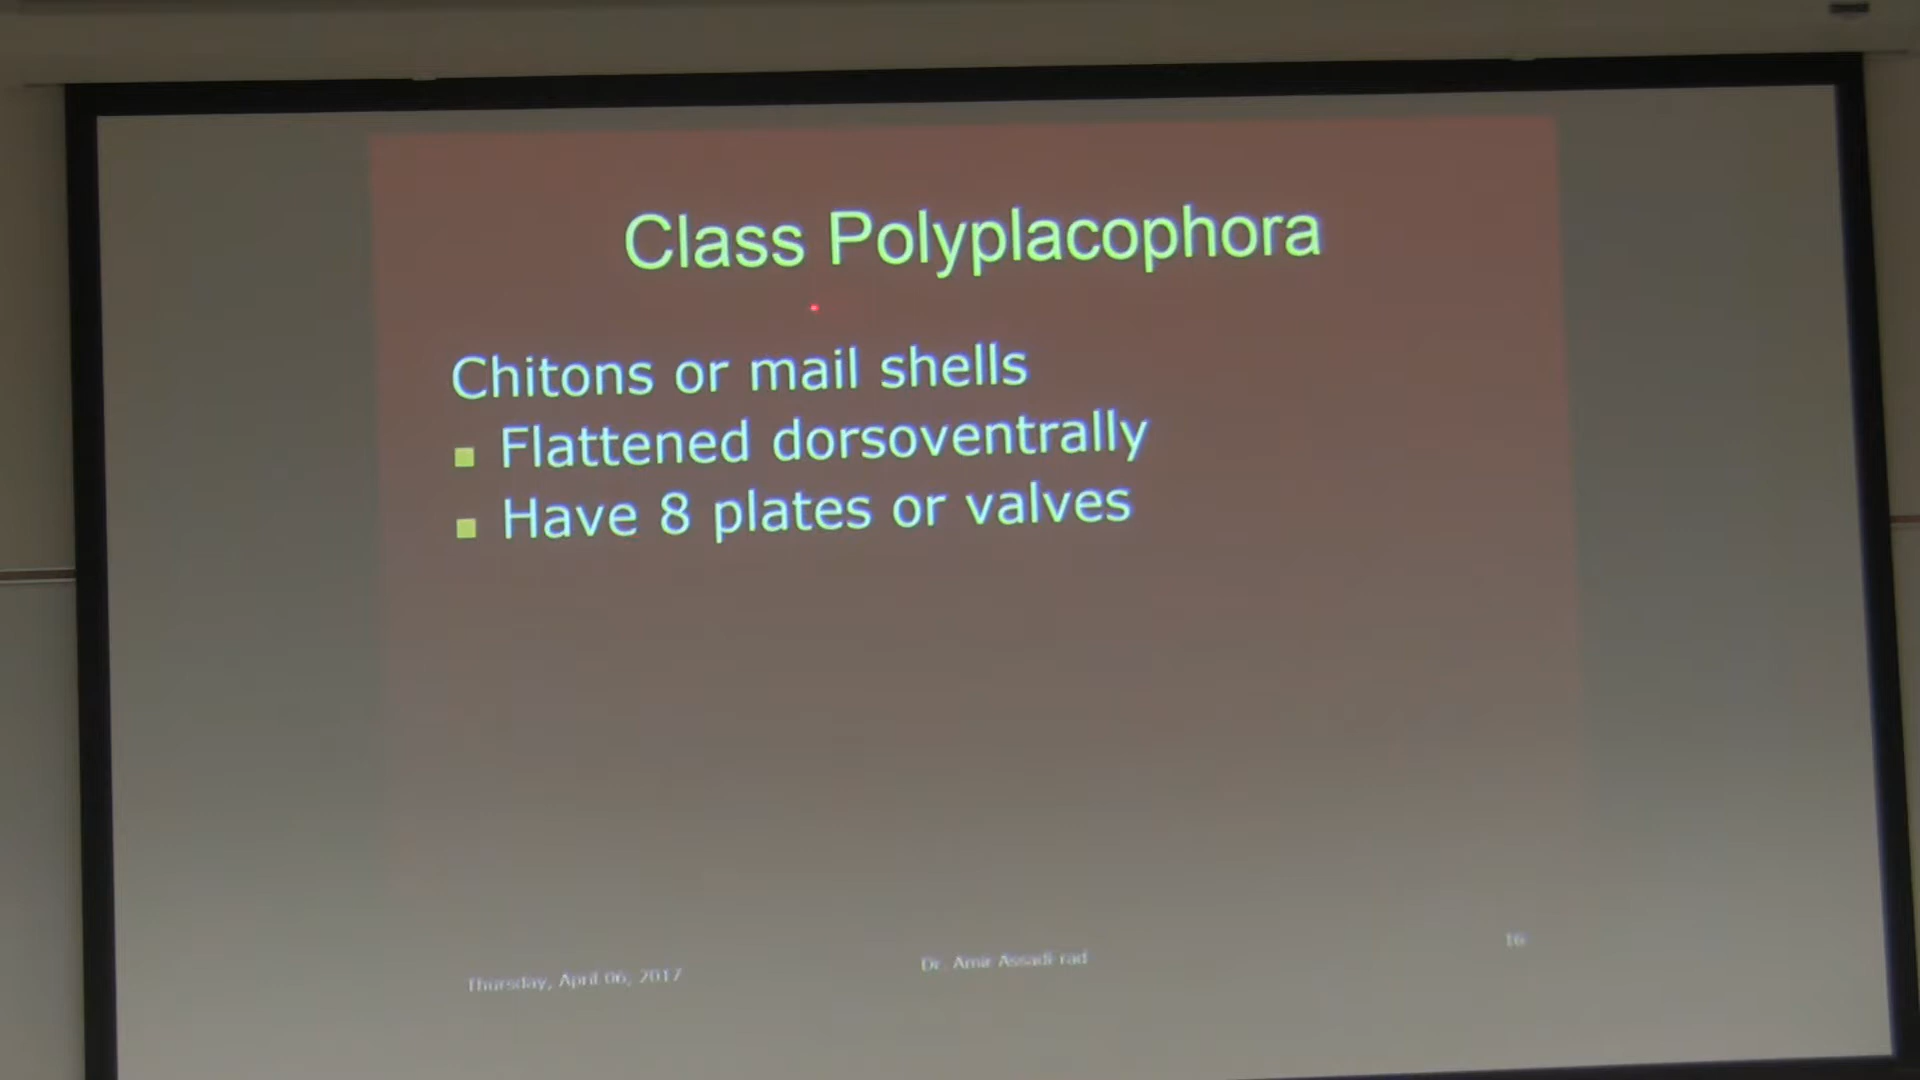 Class Polyplacophora
Chitons or mail shells
Flattened dorsoventrally
Have 8 plates or valves
Thursday, April 06, 2017
Dr. Amir Assadi-rad
16